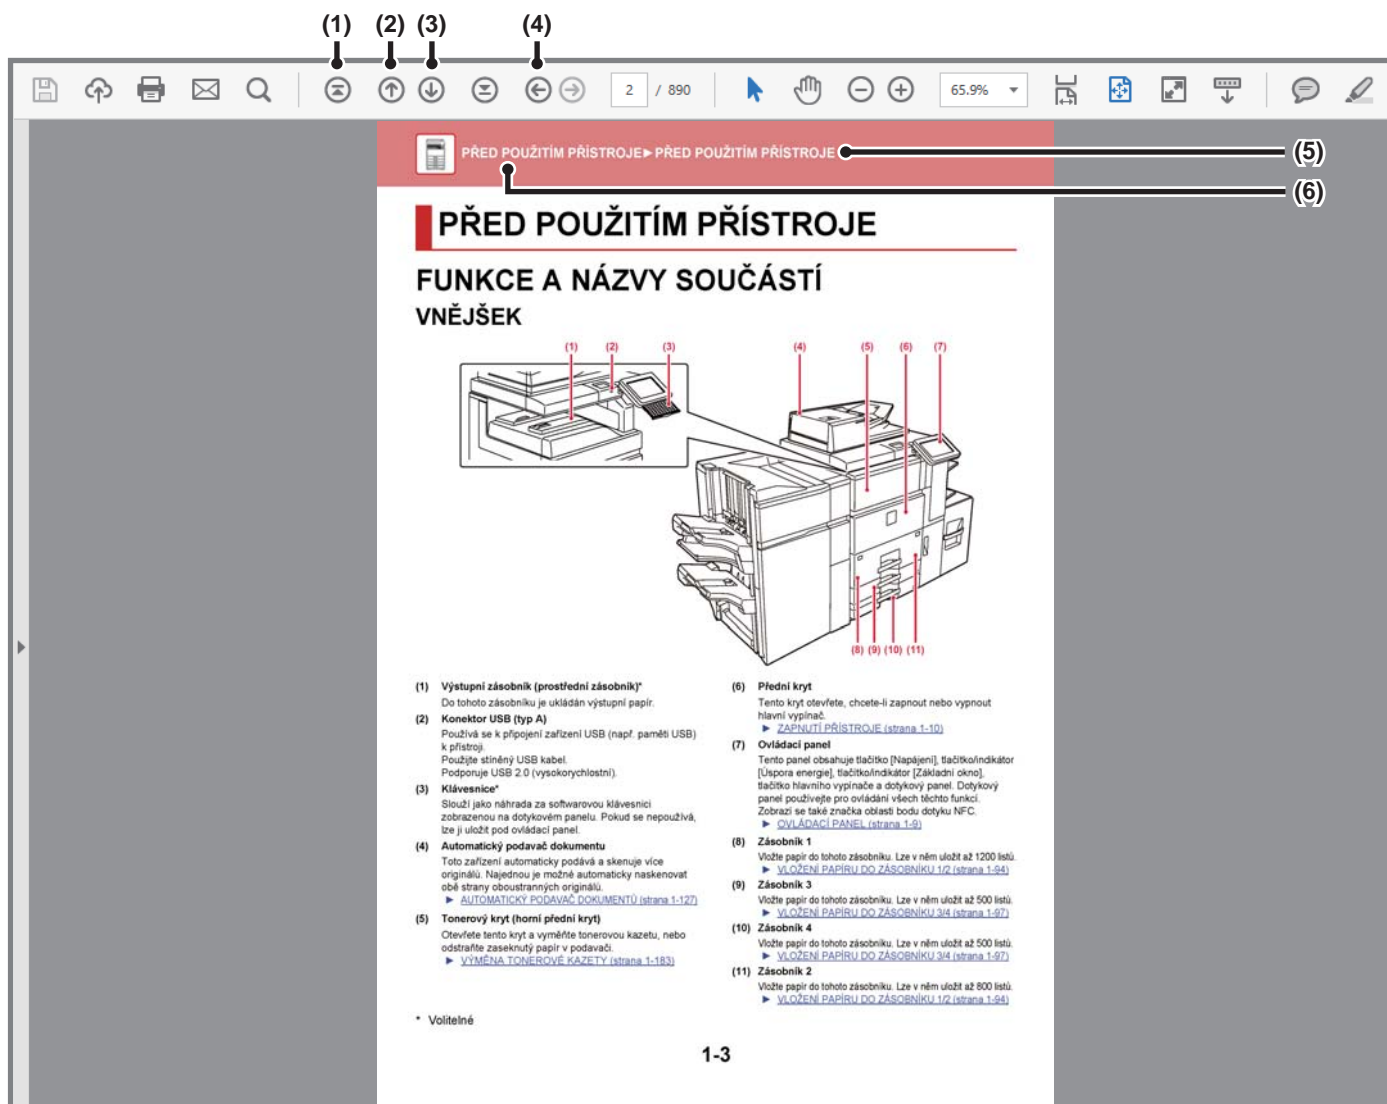 (1) (2) (3) (4)
2 / 890 65.9%
PŘED POUŽITÍM PŘÍSTROJE►PŘED POUŽITÍM PŘÍSTROJE (5)
(6)
PŘED POUŽITÍM PŘÍSTROJE
FUNKCE A NÁZVY SOUČÁSTÍ
VNĚJŠEK
(1) (2) (3) (4) (5) (6) (7)
(8) (9) (10) (11)
(1) Výstupní zásobník (prostřední zásobník)*
Do tohoto zásobníku je ukládán výstupní papír.
(2) Konektor USB (typ A)
Používá se k připojení zařízení USB (např. paměti USB)
k přístroji.
Použijte stíněný USB kabel.
Podporuje USB 2.0 (vysokorychlostní).
(3) Klávesnice*
Slouží jako náhrada za softwarovou klávesnici
zobrazenou na dotykovém panelu. Pokud se nepoužívá,
lze ji uložit pod ovládací panel.
(4) Automatický podavač dokumentu
Toto zařízení automaticky podává a skenuje více
originálů. Najednou je možné automaticky naskenovat
obě strany oboustranných originálů.
► AUTOMATICKÝ PODAVAČ DOKUMENTŮ (strana 1-127)
(5) Tonerový kryt (horní přední kryt)
Otevřete tento kryt a vyměňte tonerovou kazetu, nebo
odstraňte zaseknutý papír v podavači.
► VÝMĚNA TONEROVÉ KAZETY (strana 1-183)
(6) Přední kryt
Tento kryt otevřete, chcete-li zapnout nebo vypnout
hlavní vypínač.
► ZAPNUTÍ PŘÍSTROJE (strana 1-10)
(7) Ovládací panel
Tento panel obsahuje tlačítko [Napájení], tlačítko/indikátor
[Úspora energie], tlačítko/indikátor [Základní okno],
tlačítko hlavního vypínače a dotykový panel. Dotykový
panel používejte pro ovládání všech těchto funkcí.
Zobrazí se také značka oblasti bodu dotyku NFC.
► OVLÁDACÍ PANEL (strana 1-9)
(8) Zásobník 1
Vložte papír do tohoto zásobníku. Lze v něm uložit až 1200 listů.
► VLOŽENÍ PAPÍRU DO ZÁSOBNÍKU 1/2 (strana 1-94)
(9) Zásobník 3
Vložte papír do tohoto zásobníku. Lze v něm uložit až 500 listů.
► VLOŽENÍ PAPÍRU DO ZÁSOBNÍKU 3/4 (strana 1-97)
(10) Zásobník 4
Vložte papír do tohoto zásobníku. Lze v něm uložit až 500 listů.
► VLOŽENÍ PAPÍRU DO ZÁSOBNÍKU 3/4 (strana 1-97)
(11) Zásobník 2
Vložte papír do tohoto zásobníku. Lze v něm uložit až 800 listů.
► VLOŽENÍ PAPÍRU DO ZÁSOBNÍKU 1/2 (strana 1-94)
* Volitelné
1-3